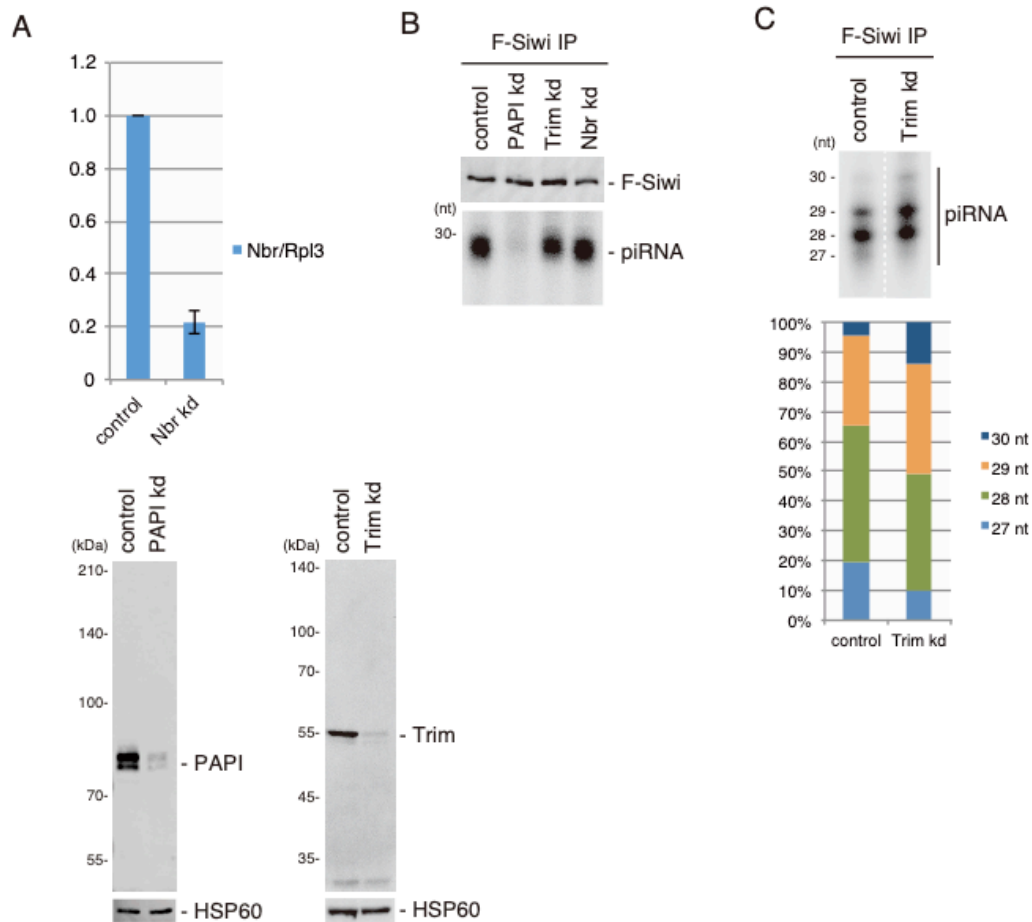 A
1.2
1.0
0.8
0.6
0.4
0.2
0
control
Nbr kd
Nbr/Rpl3
(kDa)
control
PAPI kd
210-
140-
100-
70-
55-
- PAPI
- HSP60
(kDa)
control
Trim kd
140-
100-
70-
55-
45-
35-
- Trim
- HSP60
B
F-Siwi IP
control
PAPI kd
Trim kd
Nbr kd
- F-Siwi
(nt)
30-
- piRNA
C
F-Siwi IP
control
Trim kd
(nt)
30 -
29 -
28 -
27 -
piRNA
100%
90%
80%
70%
60%
50%
40%
30%
20%
10%
0%
control
Trim kd
30 nt
29 nt
28 nt
27 nt